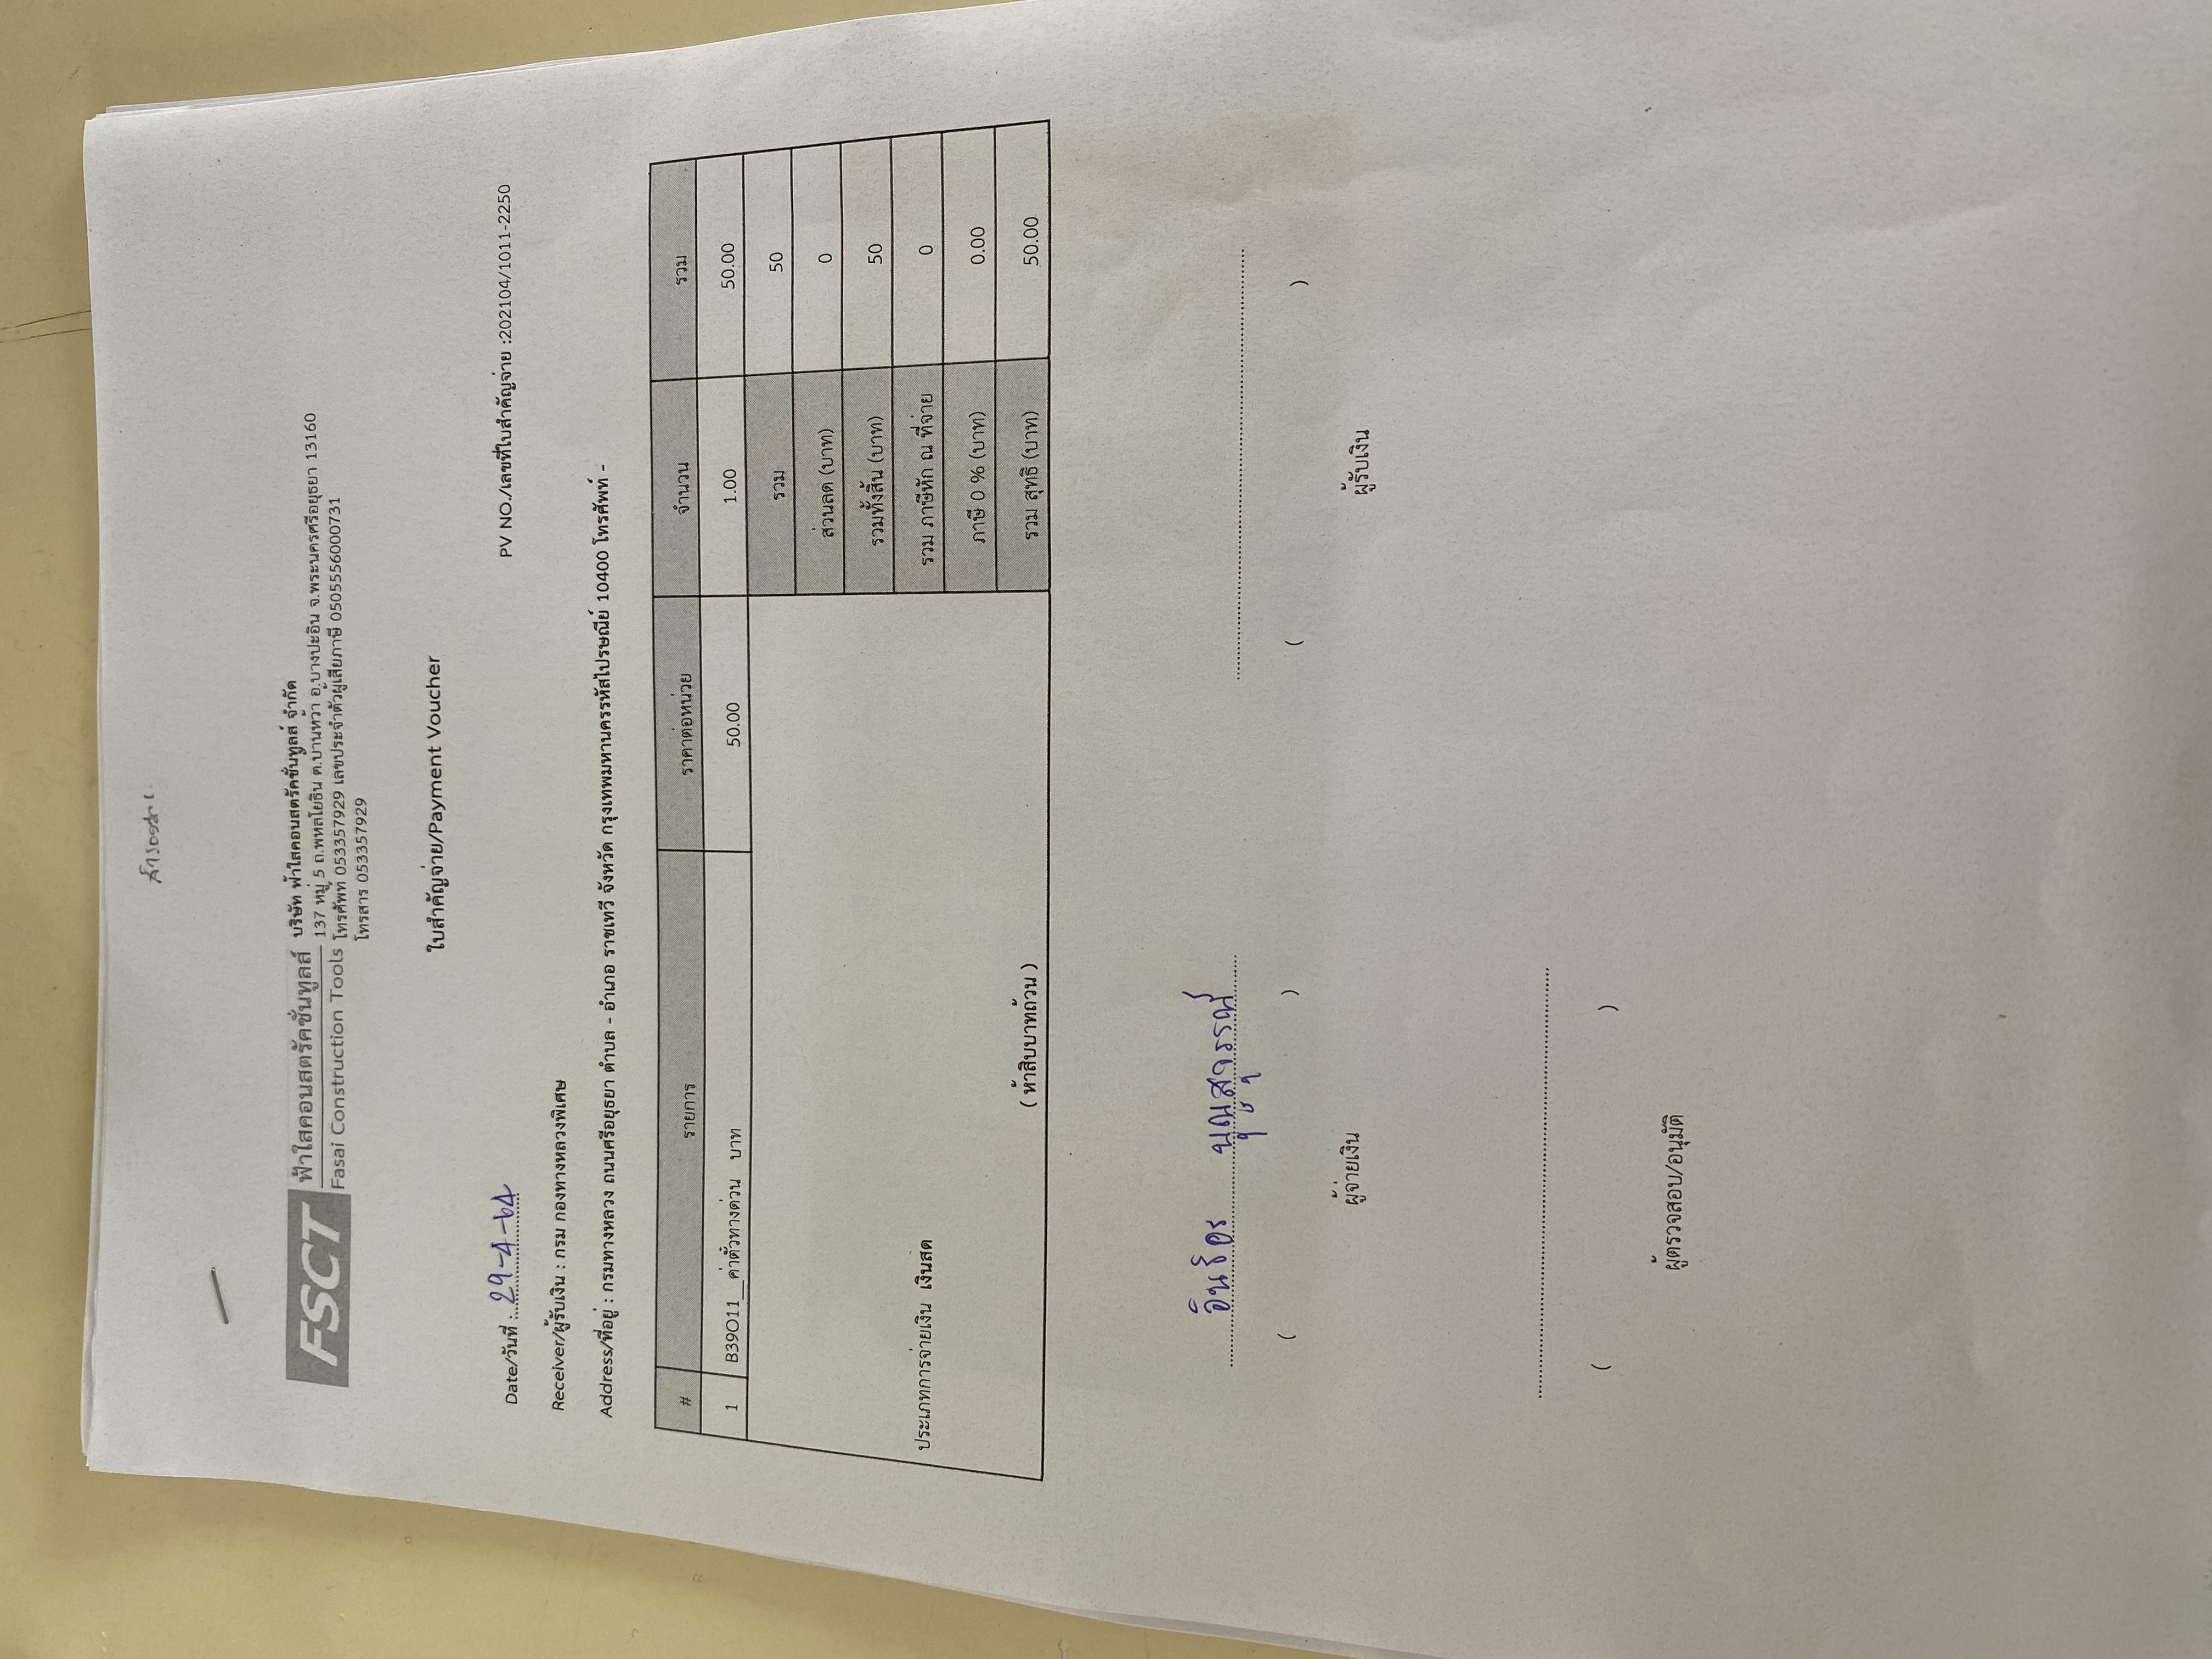 FSCT
ฟ้าใสคอนสตรัคชั่นทูลส์
Fasai Construction Tools
บริษัท ฟ้าใสคอนสตรัคชั่นทูลส์ จำกัด
137 หมู่ 5 ถ.พหลโยธิน ต.บ้านหว้า อ.บางปะอิน จ.พระนครศรีอยุธยา 13160
โทรศัพท์ 053357929 เลขประจำตัวผู้เสียภาษี 0505556000731
โทรสาร 053357929
ใบสำคัญจ่าย/Payment Voucher
Date/วันที่ : 29-4-64 PV NO./เลขที่ใบสำคัญจ่าย :202104/1011-2250
Receiver/ผู้รับเงิน : กรม กองทางหลวงพิเศษ
Address/ที่อยู่ : กรมทางหลวง ถนนศรีอยุธยา ตำบล - อำเภอ ราชเทวี จังหวัด กรุงเทพมหานครรหัสไปรษณีย์ 10400 โทรศัพท์ -
# รายการ ราคาต่อหน่วย จำนวน รวม
1 B39O11__ค่าตั๋วทางด่วน บาท 50.00 1.00 50.00
รวม 50
ส่วนลด (บาท) 0
รวมทั้งสิ้น (บาท) 50
ประเภทการจ่ายเงิน เงินสด รวม ภาษีหัก ณ ที่จ่าย 0
ภาษี 0 % (บาท) 0.00
( ห้าสิบบาทถ้วน ) รวม สุทธิ (บาท) 50.00
อินธิอร
( ) ( )
ผู้จ่ายเงิน ผู้รับเงิน
( )
ผู้ตรวจสอบ/อนุมัติ